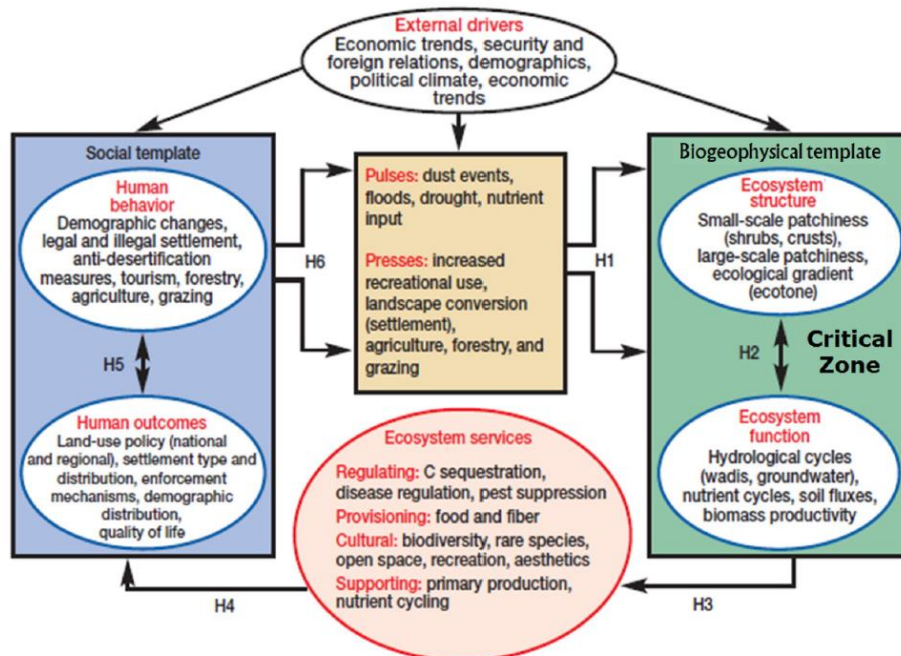 External drivers
Economic trends, security and
foreign relations, demographics,
political climate, economic
trends
Social template
Human
behavior
Demographic changes,
legal and illegal settlement,
anti-desertification
measures, tourism, forestry,
agriculture, grazing
H5
Human outcomes
Land-use policy (national
and regional), settlement type and
distribution, enforcement
mechanisms, demographic
distribution,
quality of life
H6
Pulses: dust events,
floods, drought, nutrient
input
Presses: increased
recreational use,
landscape conversion
(settlement),
agriculture, forestry, and
grazing
H1
Biogeophysical template
Ecosystem
structure
Small-scale patchiness
(shrubs, crusts),
large-scale patchiness,
ecological gradient
(ecotone)
H2
Critical
Zone
Ecosystem
function
Hydrological cycles
(wadis, groundwater),
nutrient cycles, soil fluxes,
biomass productivity
Ecosystem services
Regulating: C sequestration,
disease regulation, pest suppression
Provisioning: food and fiber
Cultural: biodiversity, rare species,
open space, recreation, aesthetics
Supporting: primary production,
nutrient cycling
H4
H3